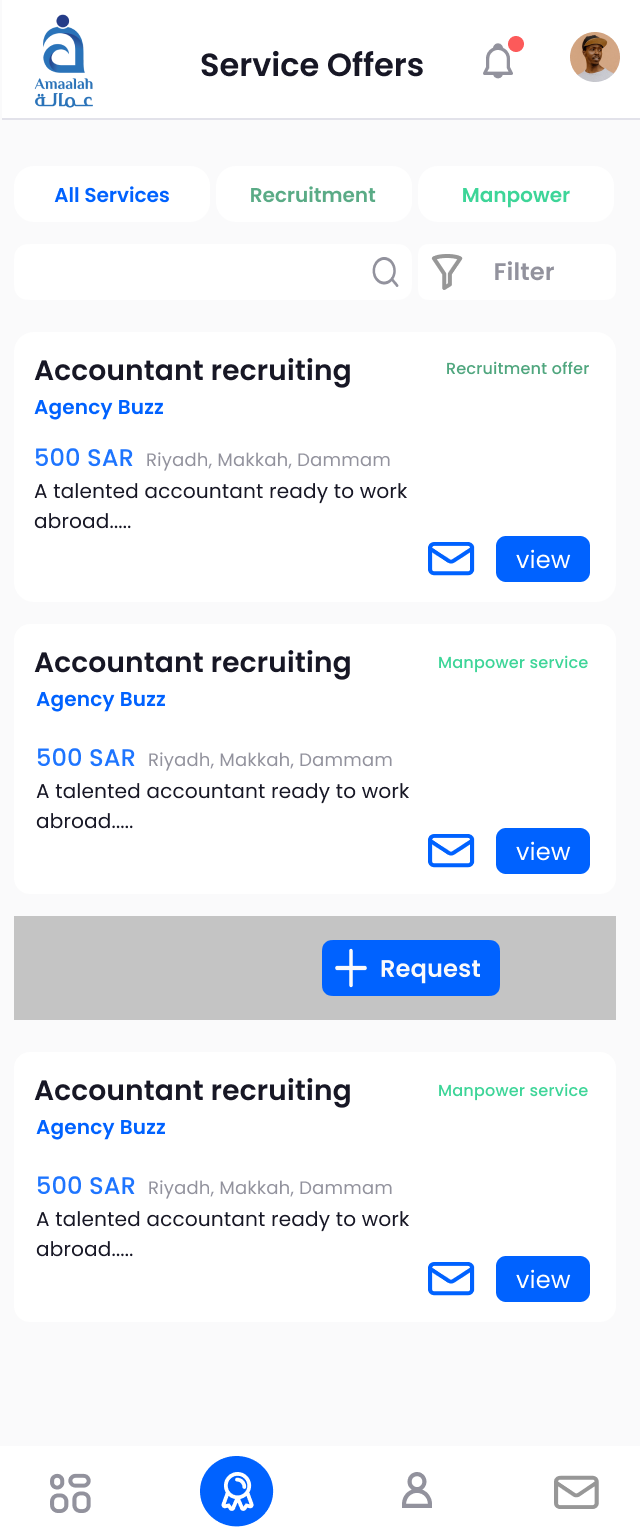 Amaalah
عمالة
Service Offers
All Services
Recruitment
Manpower
Filter
Accountant recruiting
Recruitment offer
Agency Buzz
500 SAR Riyadh, Makkah, Dammam
A talented accountant ready to work
abroad.....
view
Accountant recruiting
Manpower service
Agency Buzz
500 SAR Riyadh, Makkah, Dammam
A talented accountant ready to work
abroad.....
view
Request
Accountant recruiting
Manpower service
Agency Buzz
500 SAR Riyadh, Makkah, Dammam
A talented accountant ready to work
abroad.....
view